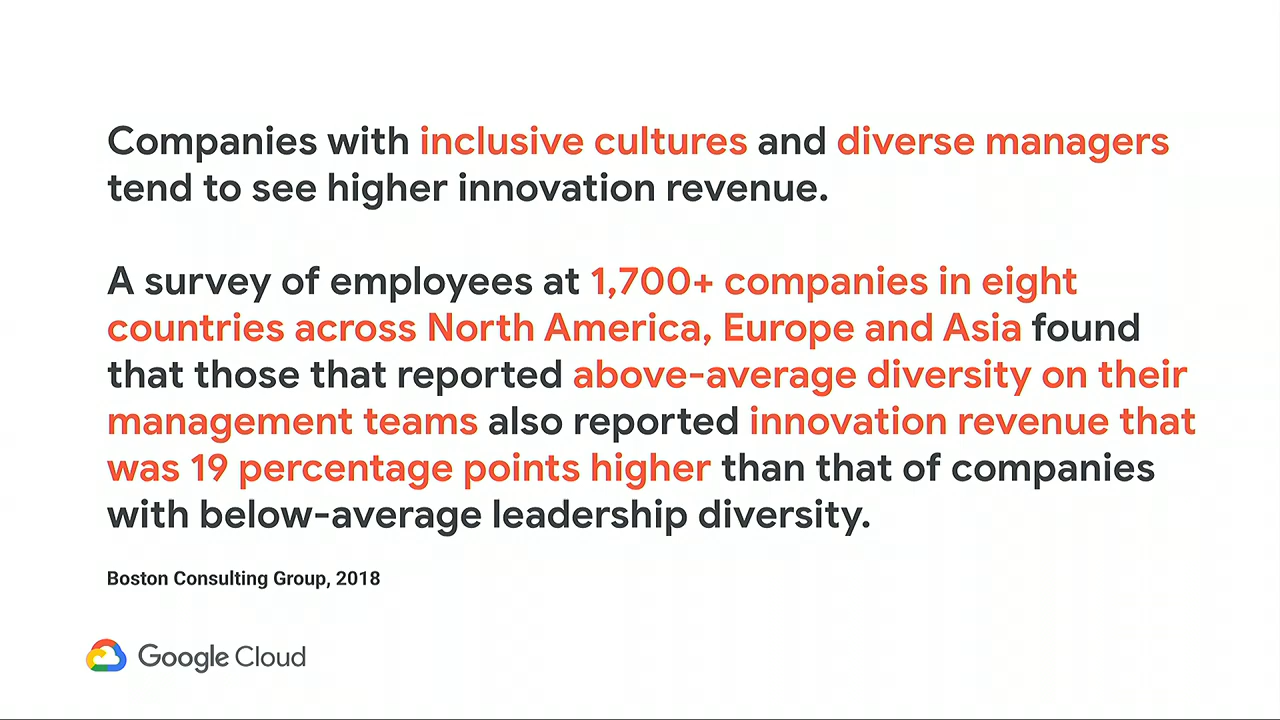 Companies with inclusive cultures and diverse managers
tend to see higher innovation revenue.
A survey of employees at 1,700+ companies in eight
countries across North America, Europe and Asia found
that those that reported above-average diversity on their
management teams also reported innovation revenue that
was 19 percentage points higher than that of companies
with below-average leadership diversity.
Boston Consulting Group, 2018
Google Cloud